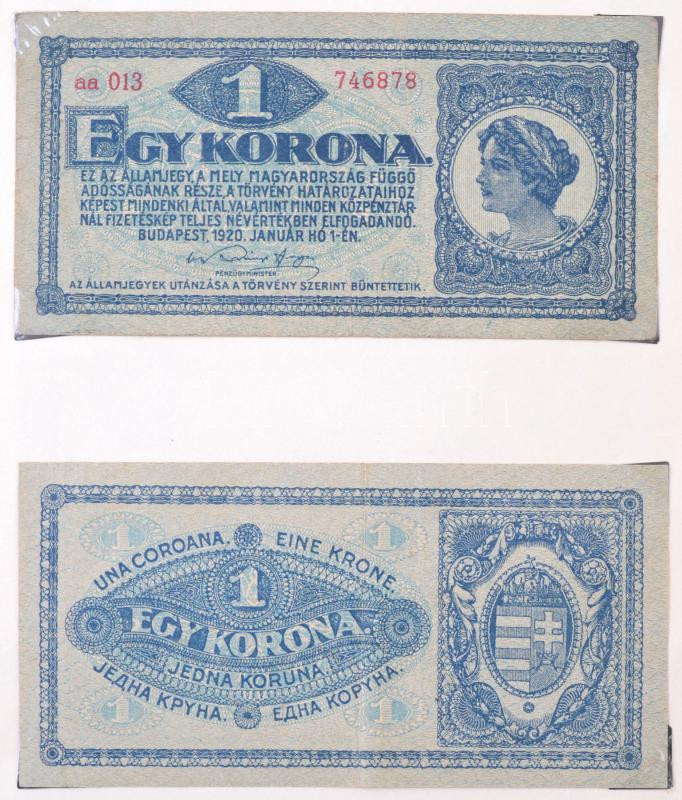 aa 013
1
746878
EGY KORONA.
EZ AZ ÁLLAMJEGY, A MELY MAGYARORSZÁG FÜGGŐ
ADÓSSÁGÁNAK RÉSZE, A TÖRVÉNY HATÁROZATAIHOZ
KÉPEST MINDENKI ÁLTAL, VALAMINT MINDEN KÖZPÉNZTÁR-
NÁL FIZETÉSKÉP TELJES NÉVÉRTÉKBEN ELFOGADANDÓ.
BUDAPEST, 1920. JANUÁR HÓ 1-ÉN.
PÉNZÜGYMINISTER.
AZ ÁLLAMJEGYEK UTÁNZÁSA A TÖRVÉNY SZERINT BÜNTETTETIK.
1
1
UNA COROANA.
EINE KRONE.
1
EGY KORONA.
JEDNA KORUNA.
ЈЕДНА КРУНА.
ЕДНА КОРУНА.
1
1